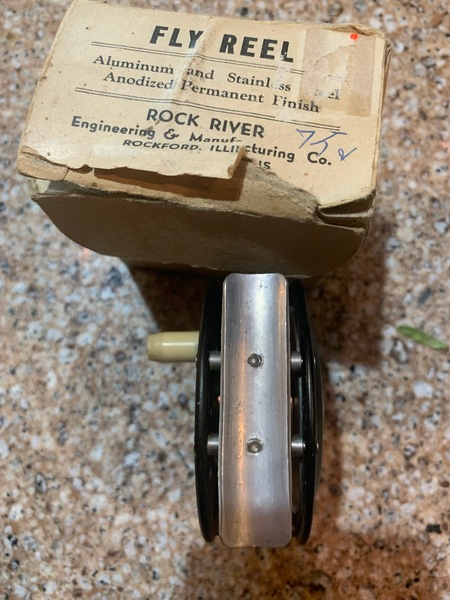 FLY REEL
Aluminum and Stainless
Anodized Permanent Finish
ROCK RIVER
Engineering & Manufacturing Co.
ROCKFORD, ILLINOIS